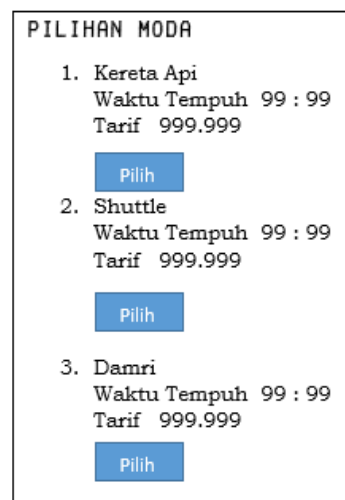 PILIHAN MODA
1. Kereta Api
Waktu Tempuh 99 : 99
Tarif 999.999
Pilih
2. Shuttle
Waktu Tempuh 99 : 99
Tarif 999.999
Pilih
3. Damri
Waktu Tempuh 99 : 99
Tarif 999.999
Pilih